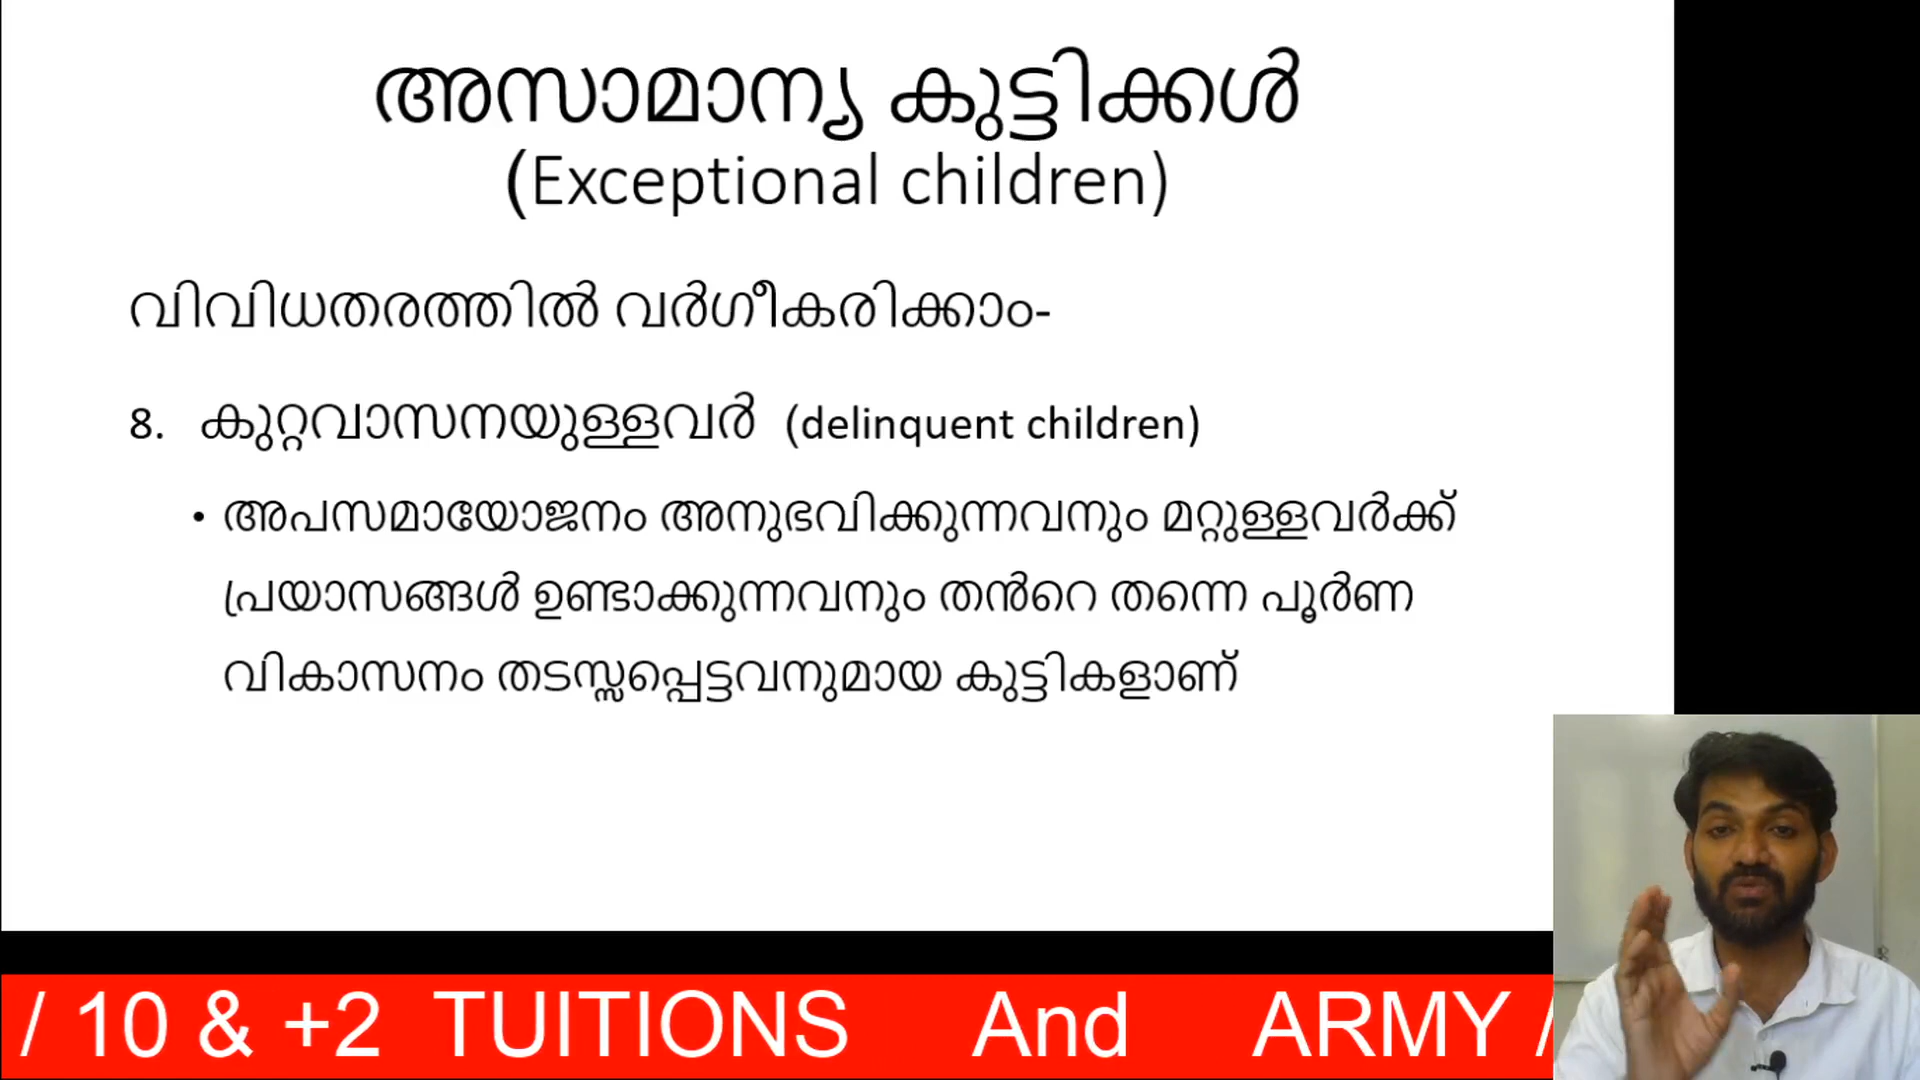 അസാമാന്യ കുട്ടിക്കൾ
(Exceptional children)
വിവിധതരത്തിൽ വർഗീകരിക്കാം-
8. കുറ്റവാസനയുള്ളവർ (delinquent children)
• അപസമായോജനം അനുഭവിക്കുന്നവനും മറ്റുള്ളവർക്ക്
പ്രയാസങ്ങൾ ഉണ്ടാക്കുന്നവനും തൻറെ തന്നെ പൂർണ
വികാസനം തടസ്സപ്പെട്ടവനുമായ കുട്ടികളാണ്
/ 10 & +2 TUITIONS And ARMY /